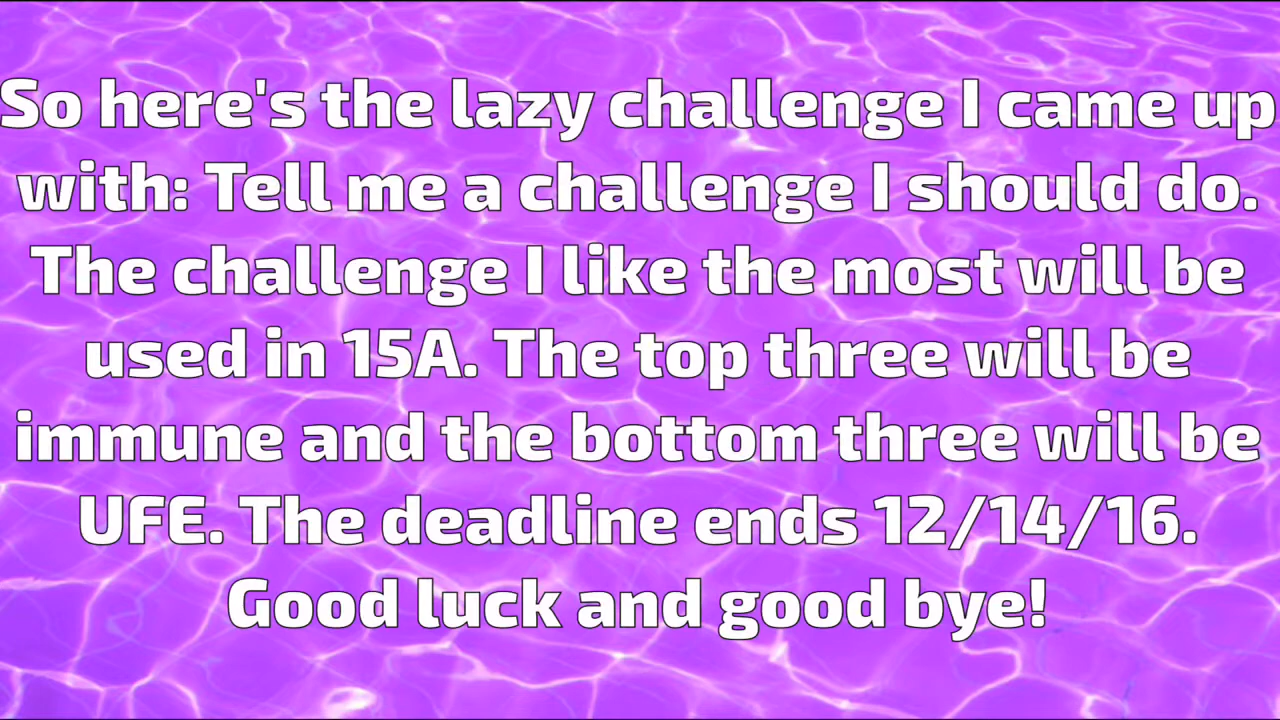 So here's the lazy challenge I came up
with: Tell me a challenge I should do.
The challenge I like the most will be
used in 15A. The top three will be
immune and the bottom three will be
UFE. The deadline ends 12/14/16.
Good luck and good bye!